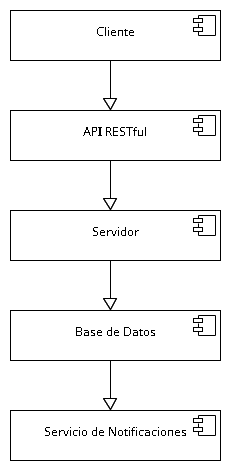 Cliente
API RESTful
Servidor
Base de Datos
Servicio de Notificaciones